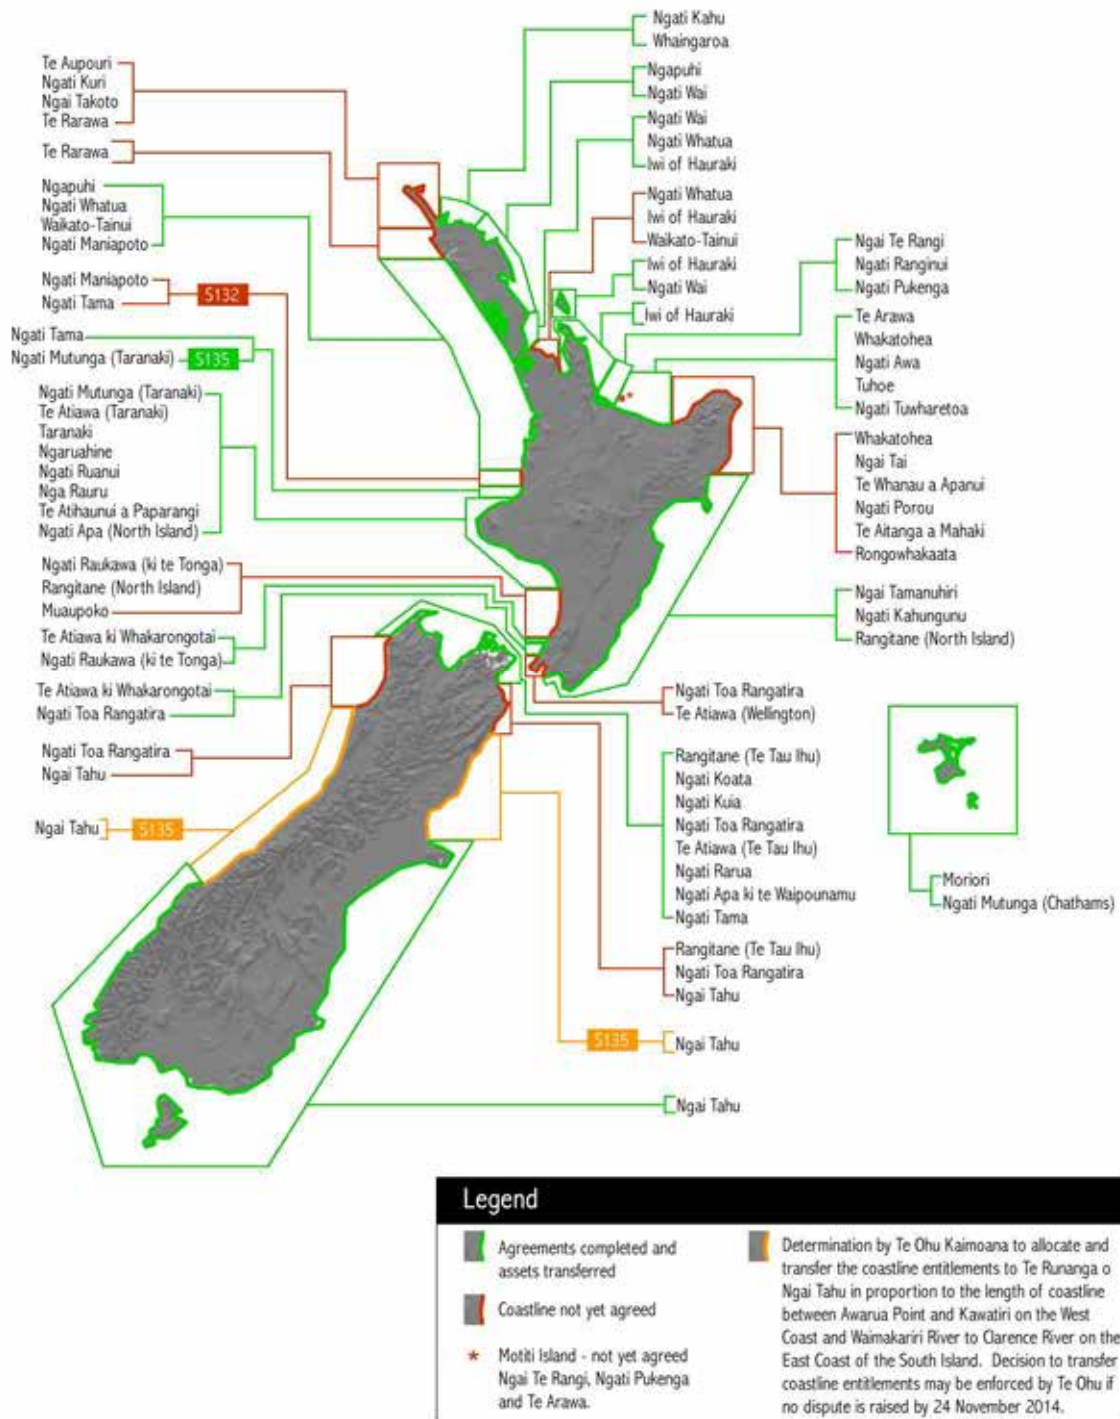 Te Aupouri
Ngati Kuri
Ngai Takoto
Te Rarawa
Te Rarawa
Ngapuhi
Ngati Whatua
Waikato-Tainui
Ngati Maniapoto
Ngati Maniapoto
Ngati Tama
S132
Ngati Tama
Ngati Mutunga (Taranaki)
S135
Ngati Mutunga (Taranaki)
Te Atiawa (Taranaki)
Taranaki
Ngaruahine
Ngati Ruanui
Nga Rauru
Te Atihaunui a Paparangi
Ngati Apa (North Island)
Ngati Raukawa (ki te Tonga)
Rangitane (North Island)
Muaupoko
Te Atiawa ki Whakarongotai
Ngati Raukawa (ki te Tonga)
Te Atiawa ki Whakarongotai
Ngati Toa Rangatira
Ngati Toa Rangatira
Ngai Tahu
Ngai Tahu
S135
Ngati Kahu
Whaingaroa
Ngapuhi
Ngati Wai
Ngati Wai
Ngati Whatua
Iwi of Hauraki
Ngati Whatua
Iwi of Hauraki
Waikato-Tainui
Iwi of Hauraki
Ngati Wai
Iwi of Hauraki
Ngai Te Rangi
Ngati Ranginui
Ngati Pukenga
Te Arawa
Whakatohea
Ngati Awa
Tuhoe
Ngati Tuwharetoa
Whakatohea
Ngai Tai
Te Whanau a Apanui
Ngati Porou
Te Aitanga a Mahaki
Rongowhakaata
Ngai Tamanuhiri
Ngati Kahungunu
Rangitane (North Island)
Ngati Toa Rangatira
Te Atiawa (Wellington)
Rangitane (Te Tau Ihu)
Ngati Koata
Ngati Kuia
Ngati Toa Rangatira
Te Atiawa (Te Tau Ihu)
Ngati Rarua
Ngati Apa ki te Waipounamu
Ngati Tama
Rangitane (Te Tau Ihu)
Ngati Toa Rangatira
Ngai Tahu
S135
Ngai Tahu
Ngai Tahu
Moriori
Ngati Mutunga (Chathams)
Legend
Agreements completed and
assets transferred
Coastline not yet agreed
* Motiti Island - not yet agreed
Ngai Te Rangi, Ngati Pukenga
and Te Arawa.
Determination by Te Ohu Kaimoana to allocate and
transfer the coastline entitlements to Te Runanga o
Ngai Tahu in proportion to the length of coastline
between Awarua Point and Kawatiri on the West
Coast and Waimakariri River to Clarence River on the
East Coast of the South Island. Decision to transfer
coastline entitlements may be enforced by Te Ohu if
no dispute is raised by 24 November 2014.